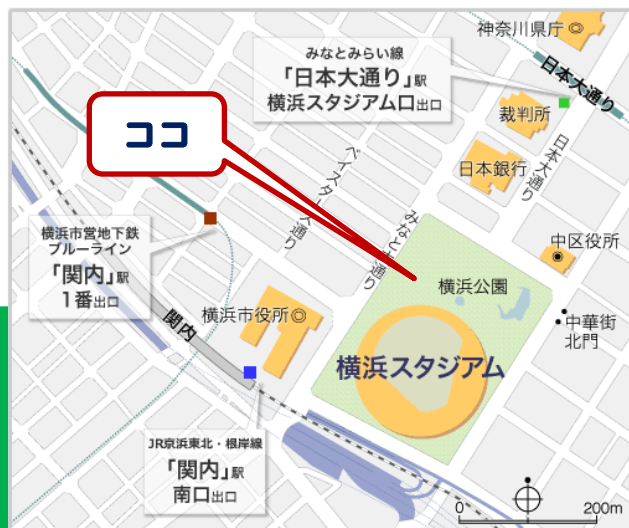 神奈川県庁◎
みなとみらい線
「日本大通り」駅
横浜スタジアム口出口
日本大通り
裁判所
日本大通り
日本銀行
ココ
ベイスターズ通り
みなと大通り
横浜市営地下鉄
ブルーライン
「関内」駅
1番出口
中区役所
横浜公園
横浜市役所◎
関内
中華街
北門
横浜スタジアム
JR京浜東北・根岸線
「関内」駅
南口出口
0 200m